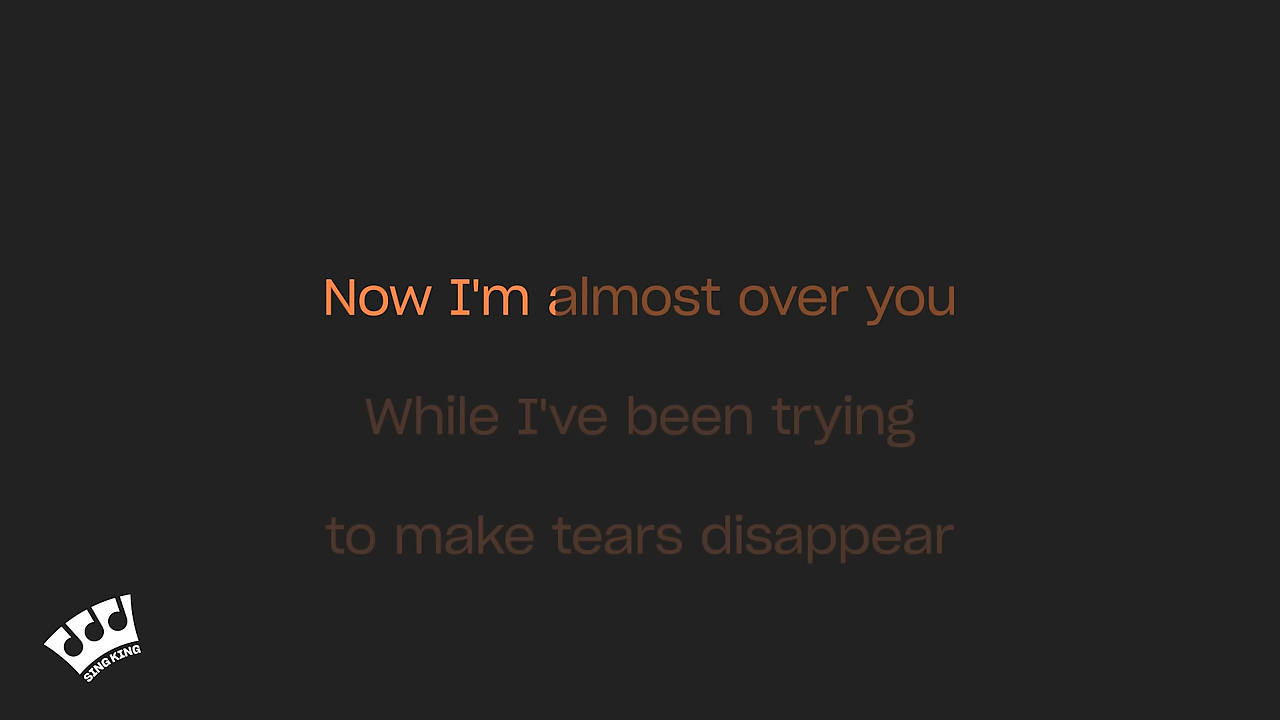 Now I'm almost over you
While I've been trying
to make tears disappear
SING KING